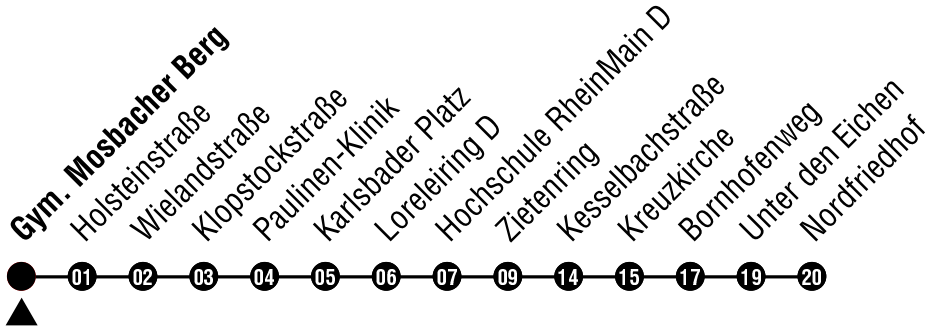 Gym. Mosbacher Berg
Holsteinstraße
Wielandstraße
Klopstockstraße
Paulinen-Klinik
Karlsbader Platz
Loreleiring D
Hochschule RheinMain D
Zietenring
Kesselbachstraße
Kreuzkirche
Bornhofenweg
Unter den Eichen
Nordfriedhof
01 02 03 04 05 06 07 09 14 15 17 19 20